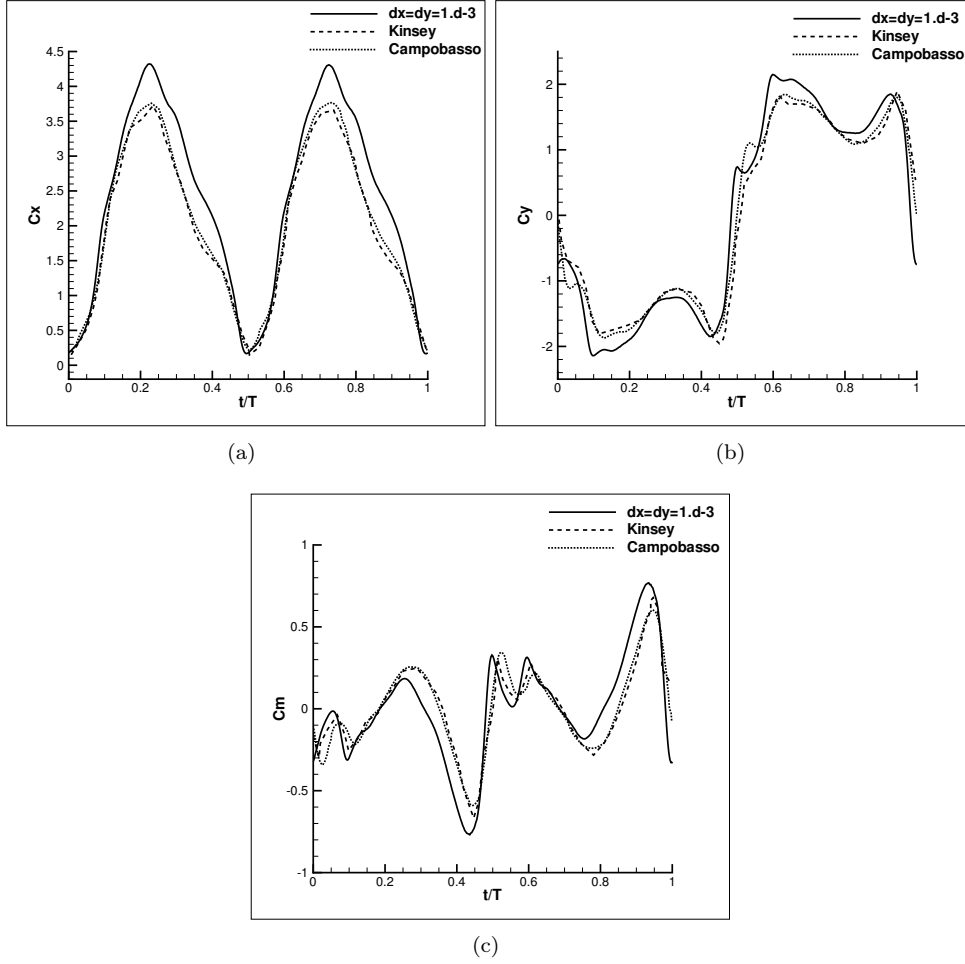 dx=dy=1.d-3
Kinsey
Campobasso
4.5
4
3.5
3
2.5
2
1.5
1
0.5
0
Cx
0 0.2 0.4 0.6 0.8 1
t/T
(a)
dx=dy=1.d-3
Kinsey
Campobasso
2
1
0
-1
-2
Cy
0 0.2 0.4 0.6 0.8 1
t/T
(b)
dx=dy=1.d-3
Kinsey
Campobasso
1
0.5
0
-0.5
-1
Cm
0 0.2 0.4 0.6 0.8 1
t/T
(c)